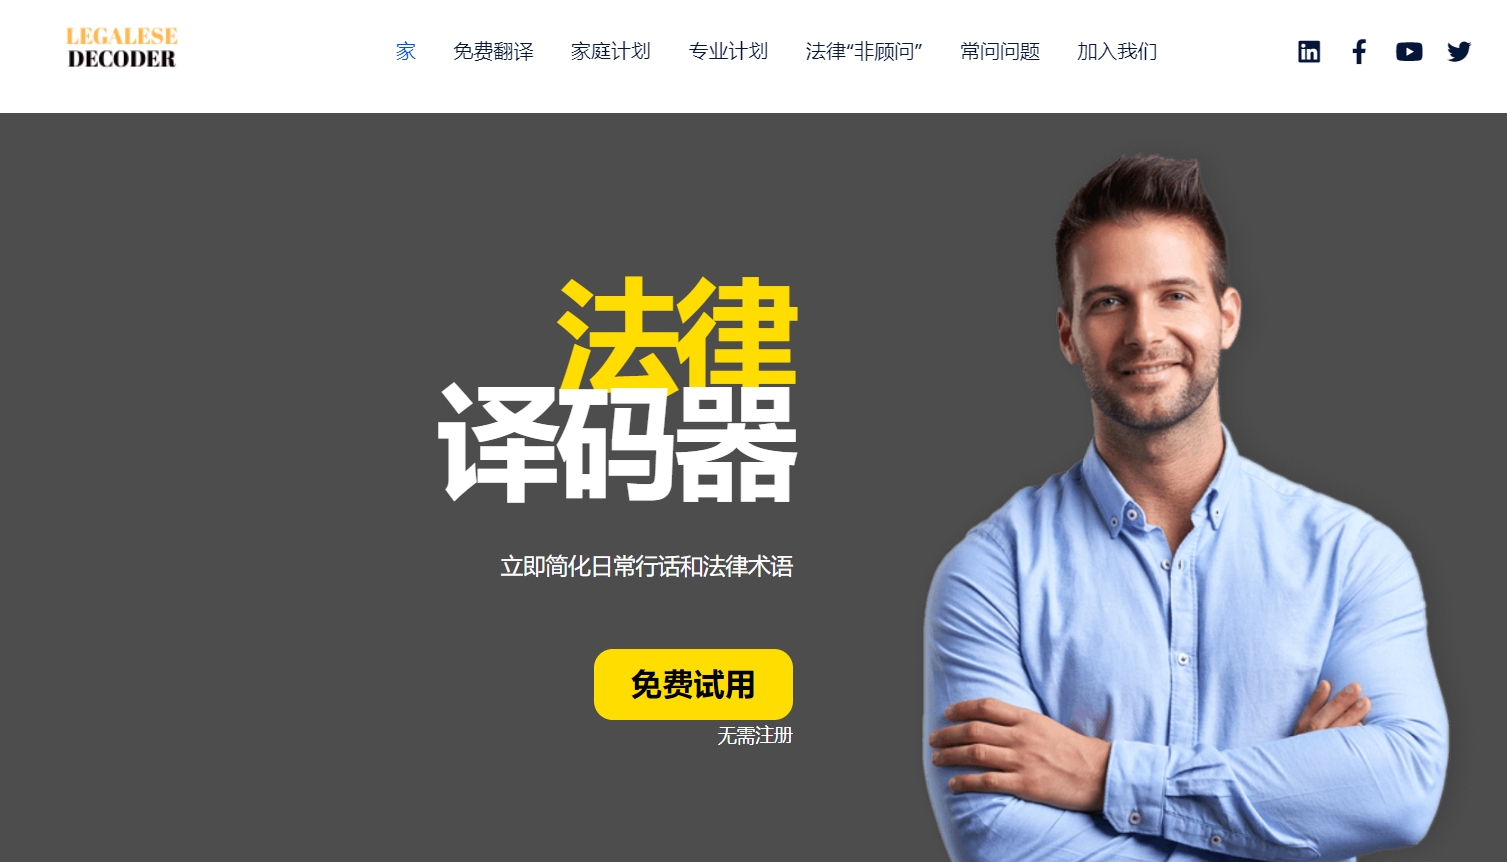 LEGALESE
DECODER
家 免费翻译 家庭计划 专业计划 法律“非顾问” 常问问题 加入我们
法律
译码器
立即简化日常行话和法律术语
免费试用
无需注册